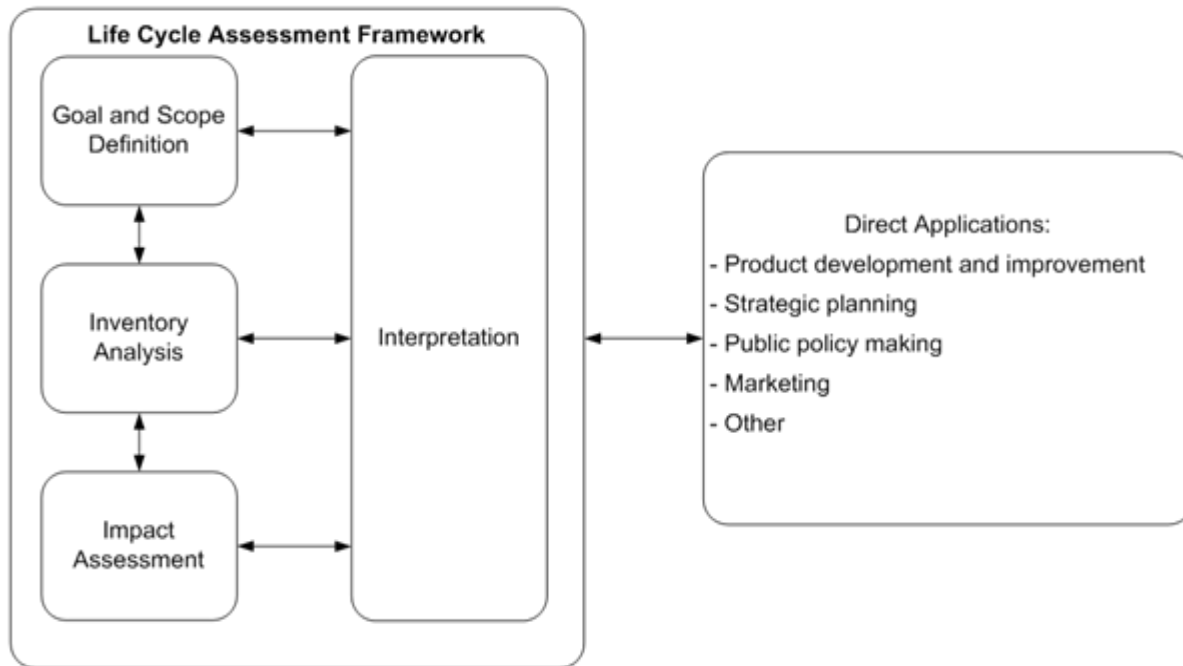 Life Cycle Assessment Framework
Goal and Scope
Definition
Inventory
Analysis
Impact
Assessment
Interpretation
Direct Applications:
- Product development and improvement
- Strategic planning
- Public policy making
- Marketing
- Other